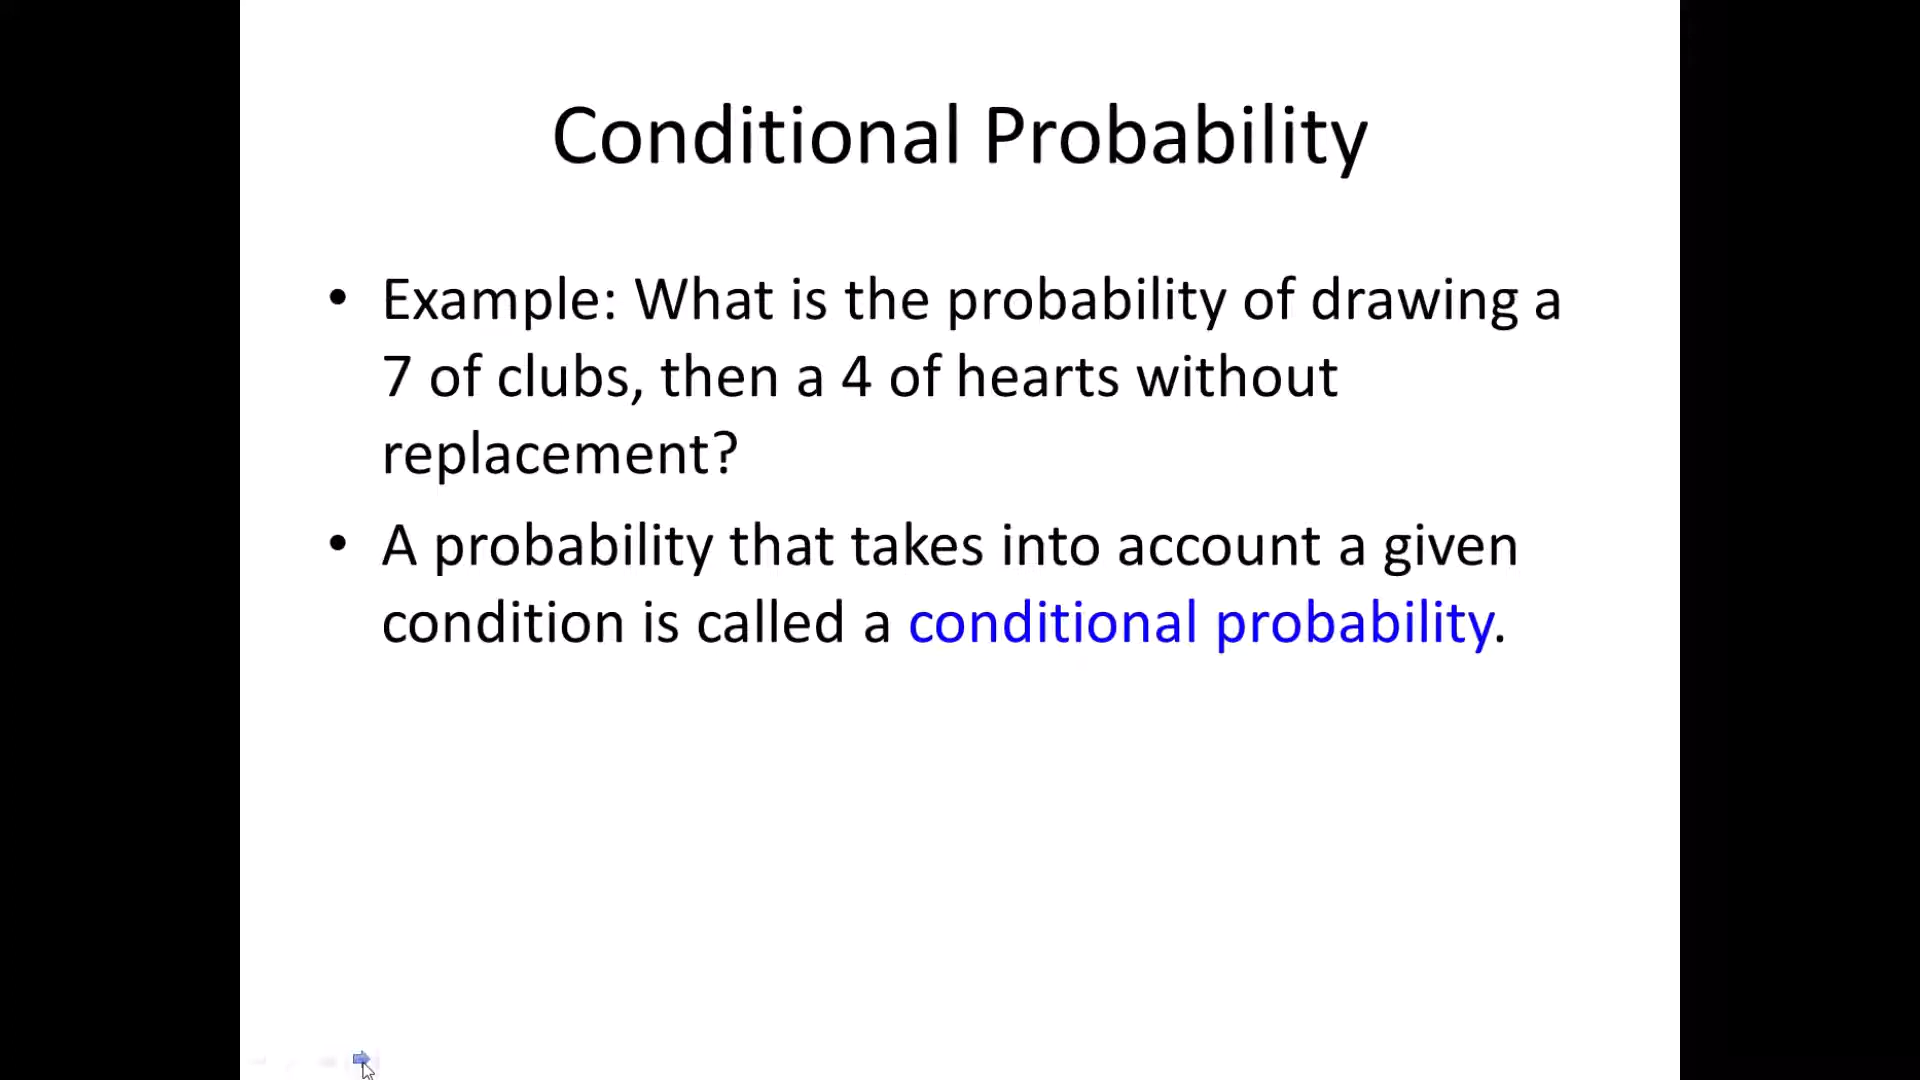 Conditional Probability
• Example: What is the probability of drawing a
7 of clubs, then a 4 of hearts without
replacement?
• A probability that takes into account a given
condition is called a conditional probability.